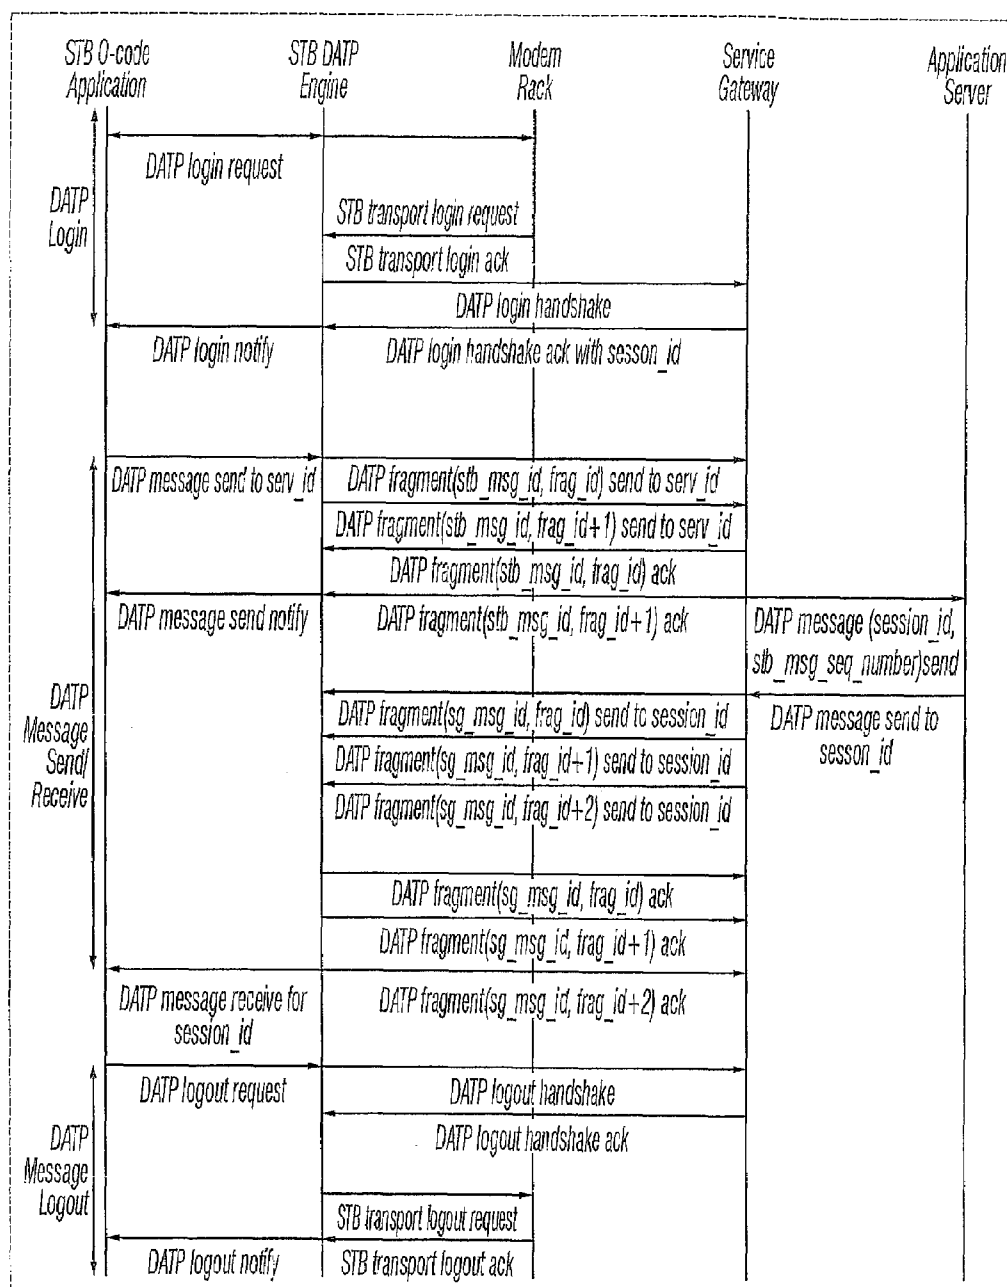 STB O-code
Application
STB DATP
Engine
Modem
Rack
Service
Gateway
Application
Server
DATP login request
DATP
Login
STB transport login request
STB transport login ack
DATP login handshake
DATP login notify
DATP login handshake ack with sesson_id
DATP message send to serv_id
DATP fragment(stb_msg_id, frag_id) send to serv_id
DATP fragment(stb_msg_id, frag_id+1) send to serv_id
DATP fragment(stb_msg_id, frag_id) ack
DATP message send notify
DATP fragment(stb_msg_id, frag_id+1) ack
DATP message (session_id,
stb_msg_seq_number)send
DATP
Message
Send/
Receive
DATP fragment(sg_msg_id, frag_id) send to session_id
DATP message send to
sesson_id
DATP fragment(sg_msg_id, frag_id+1) send to session_id
DATP fragment(sg_msg_id, frag_id+2) send to session_id
DATP fragment(sg_msg_id, frag_id) ack
DATP fragment(sg_msg_id, frag_id+1) ack
DATP message receive for
session_id
DATP fragment(sg_msg_id, frag_id+2) ack
DATP logout request
DATP logout handshake
DATP logout handshake ack
DATP
Message
Logout
STB transport logout request
DATP logout notify
STB transport logout ack